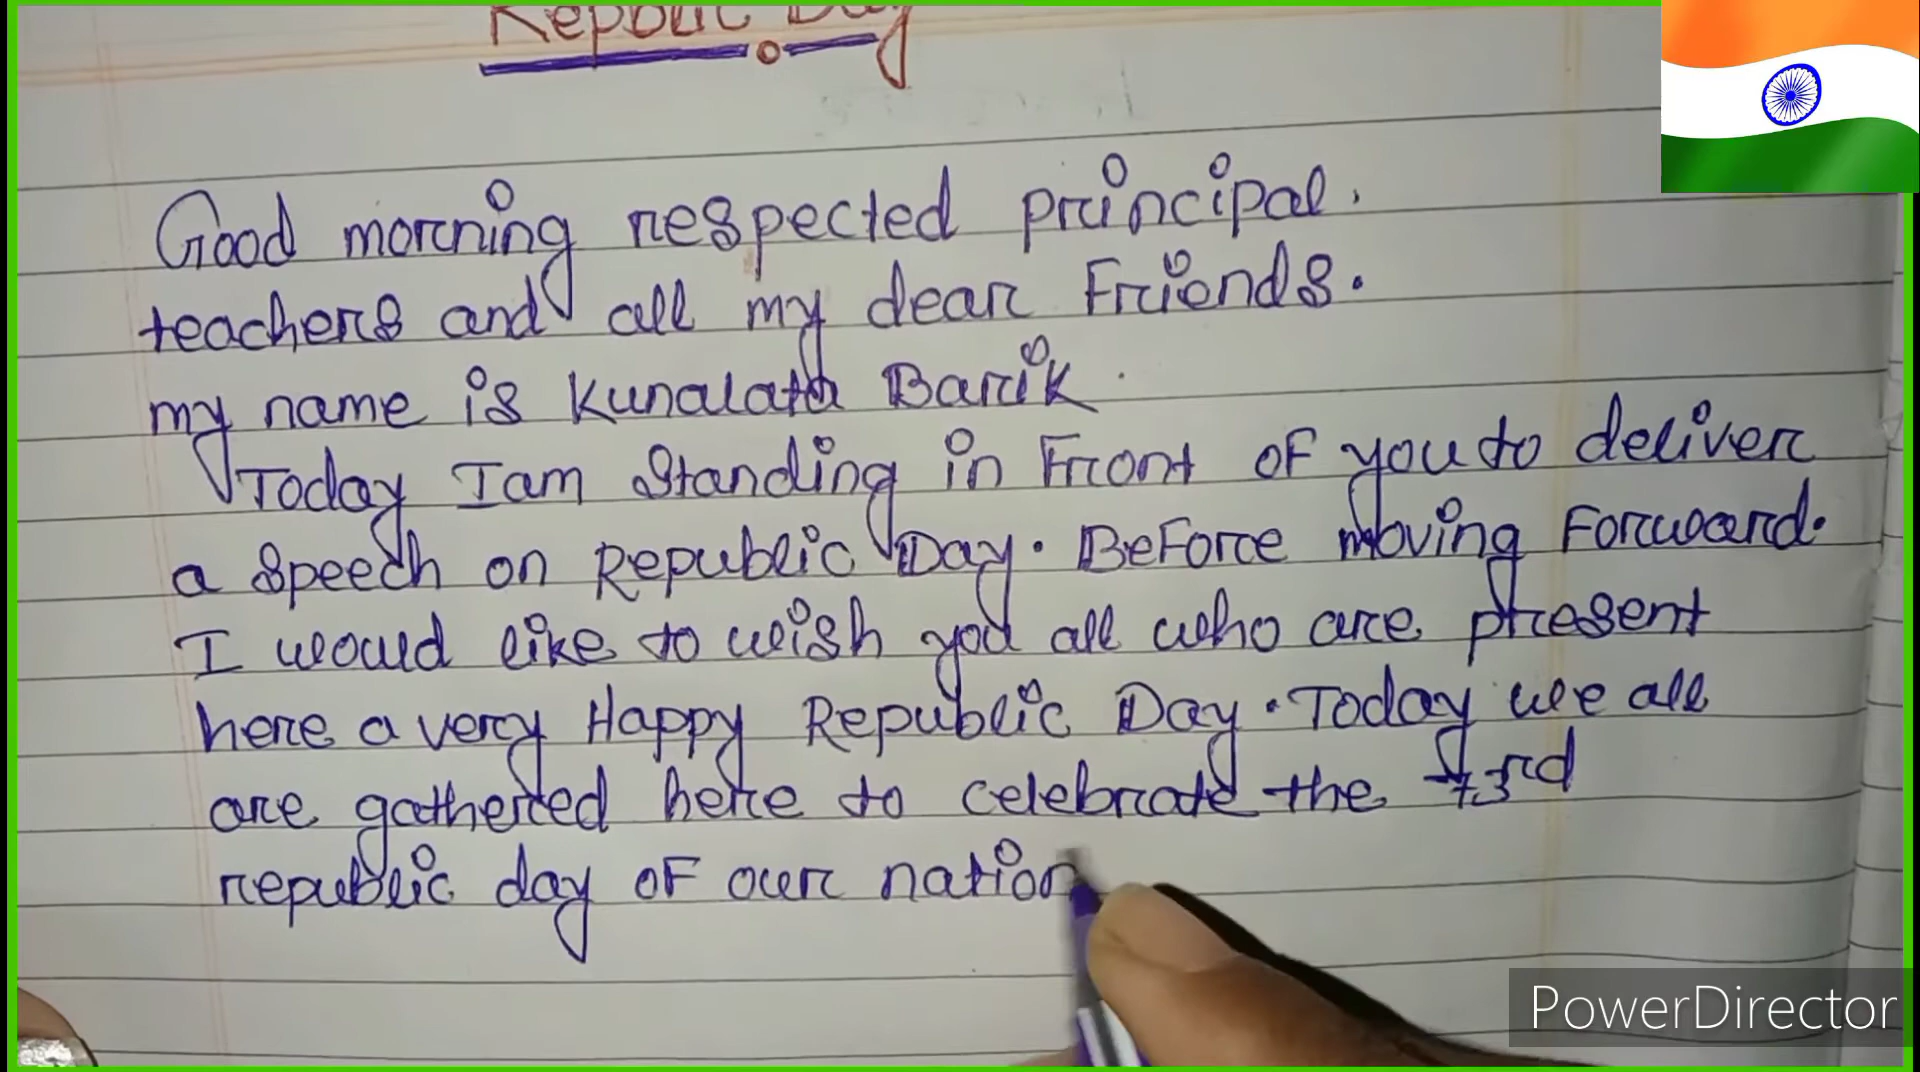 Republic Day
Good morning respected principal.
teachers and all my dear Friends.
my name is Kunalata Barik.
Today I am Standing in Front of you to deliver
a Speech on Republic Day. Before moving Forward.
I would like to wish you all who are present
here a very Happy Republic Day. Today we all
are gathered here to celebrate the 73rd
republic day of our nation
PowerDirector